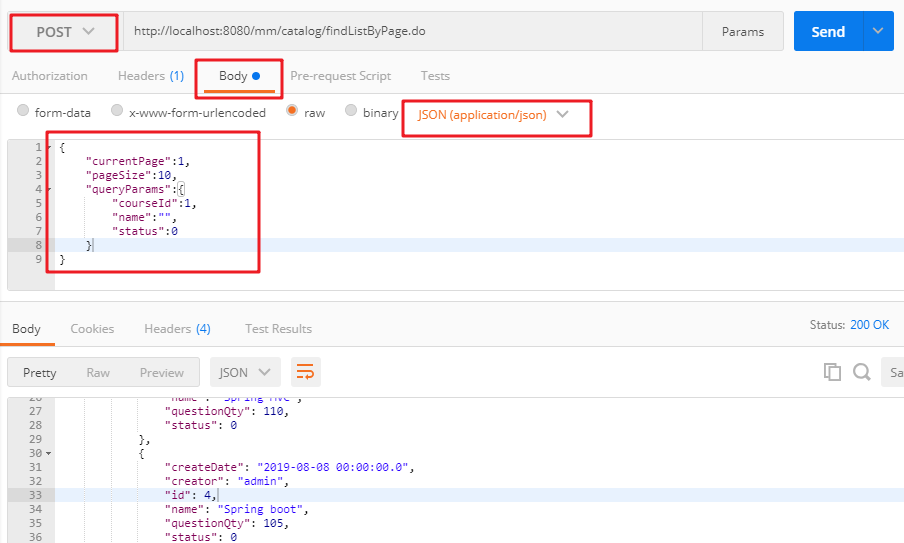 POST http://localhost:8080/mm/catalog/findListByPage.do Params Send
Authorization Headers (1) Body Pre-request Script Tests
form-data x-www-form-urlencoded raw binary JSON (application/json)
1 {
2 "currentPage":1,
3 "pageSize":10,
4 "queryParams":{
5 "courseId":1,
6 "name":"",
7 "status":0
8 }
9 }
Body Cookies Headers (4) Test Results Status: 200 OK
Pretty Raw Preview JSON Sa
26 "name": "Spring MVC",
27 "questionQty": 110,
28 "status": 0
29 },
30 {
31 "createDate": "2019-08-08 00:00:00.0",
32 "creator": "admin",
33 "id": 4,
34 "name": "Spring boot",
35 "questionQty": 105,
36 "status": 0